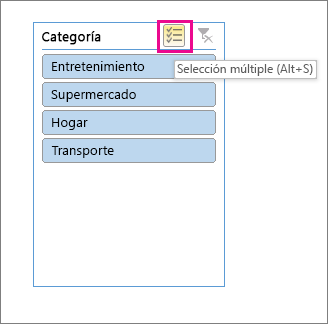 Categoría
Selección múltiple (Alt+S)
Entretenimiento
Supermercado
Hogar
Transporte